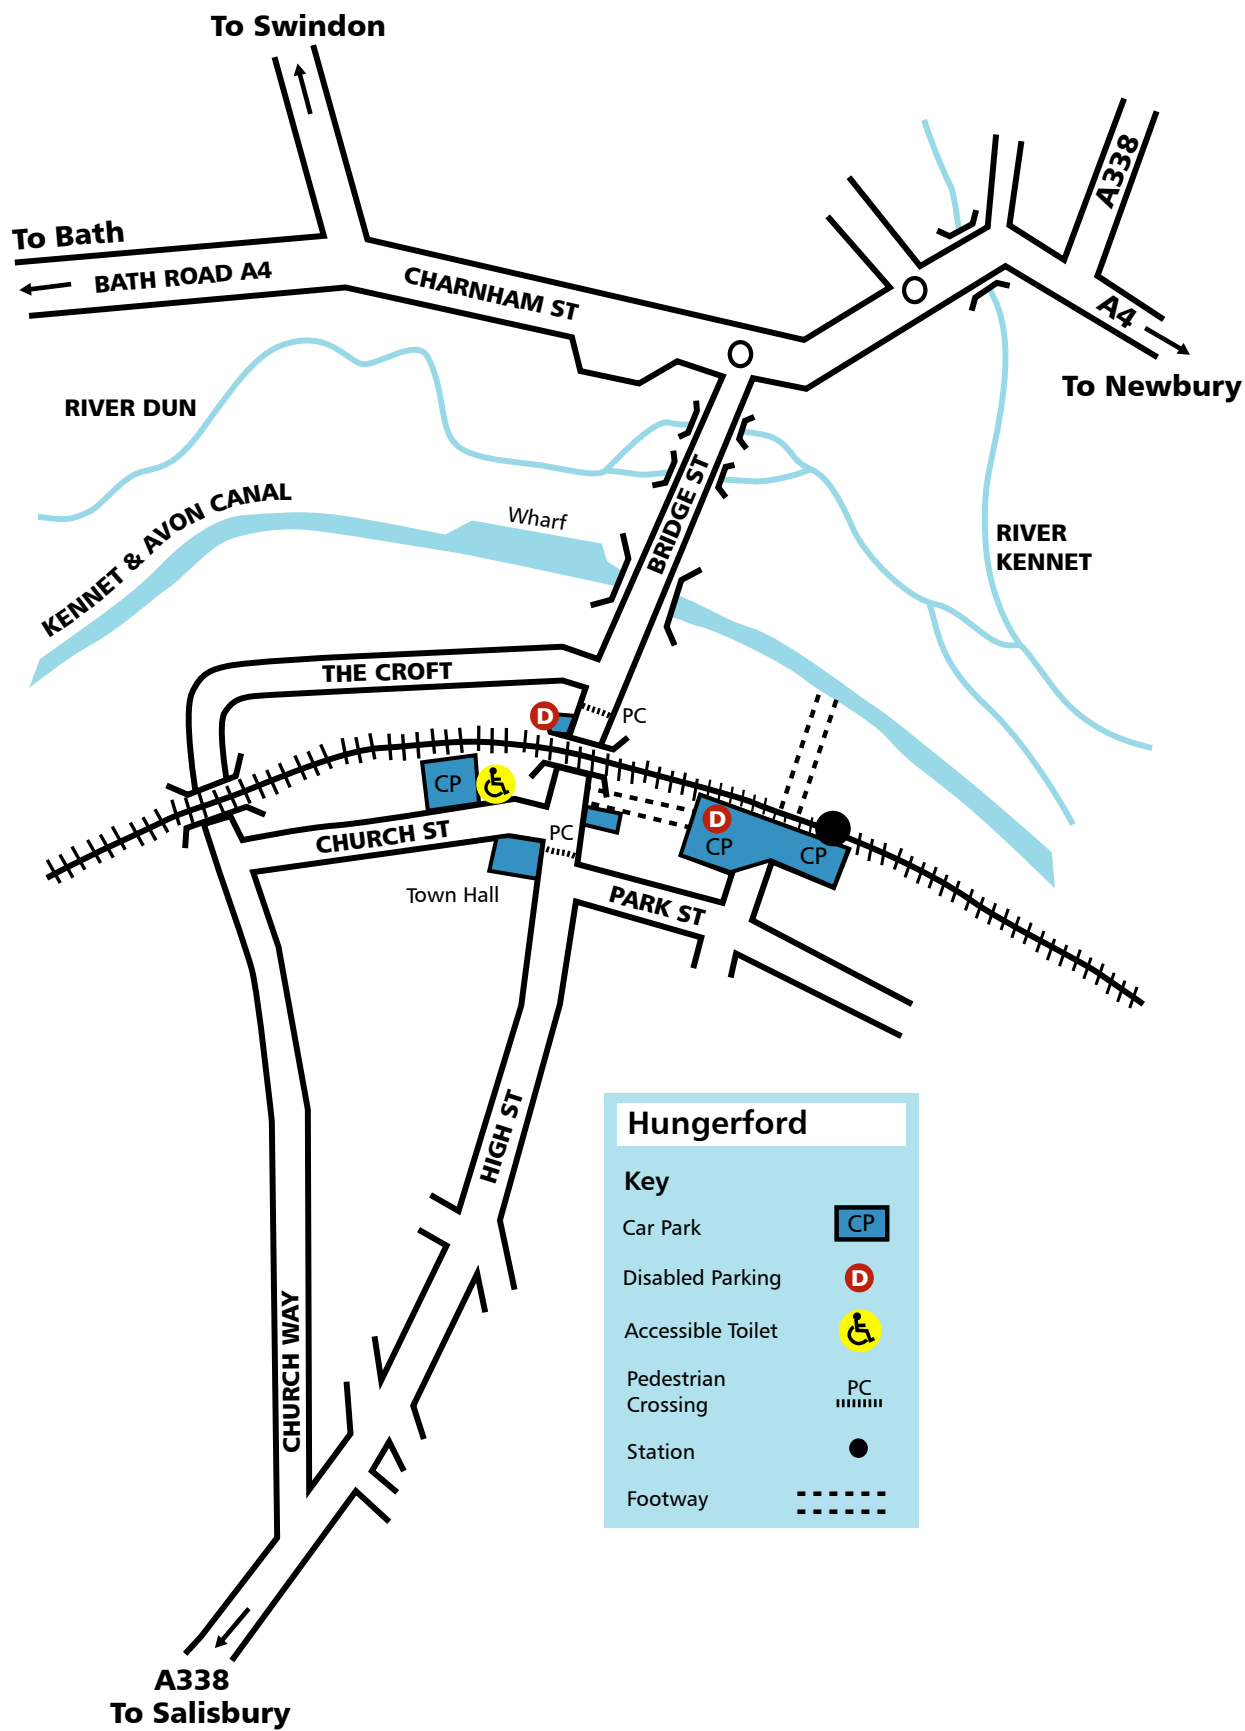 To Swindon
A338
To Bath
BATH ROAD A4
CHARNHAM ST
A4
To Newbury
RIVER DUN
KENNET & AVON CANAL
Wharf
BRIDGE ST
RIVER
KENNET
THE CROFT
D
PC
CP
D
CP
CP
CHURCH ST
PC
Town Hall
PARK ST
HIGH ST
CHURCH WAY
Hungerford
Key
Car Park
CP
Disabled Parking
D
Accessible Toilet
Pedestrian
Crossing
PC
Station
Footway
A338
To Salisbury